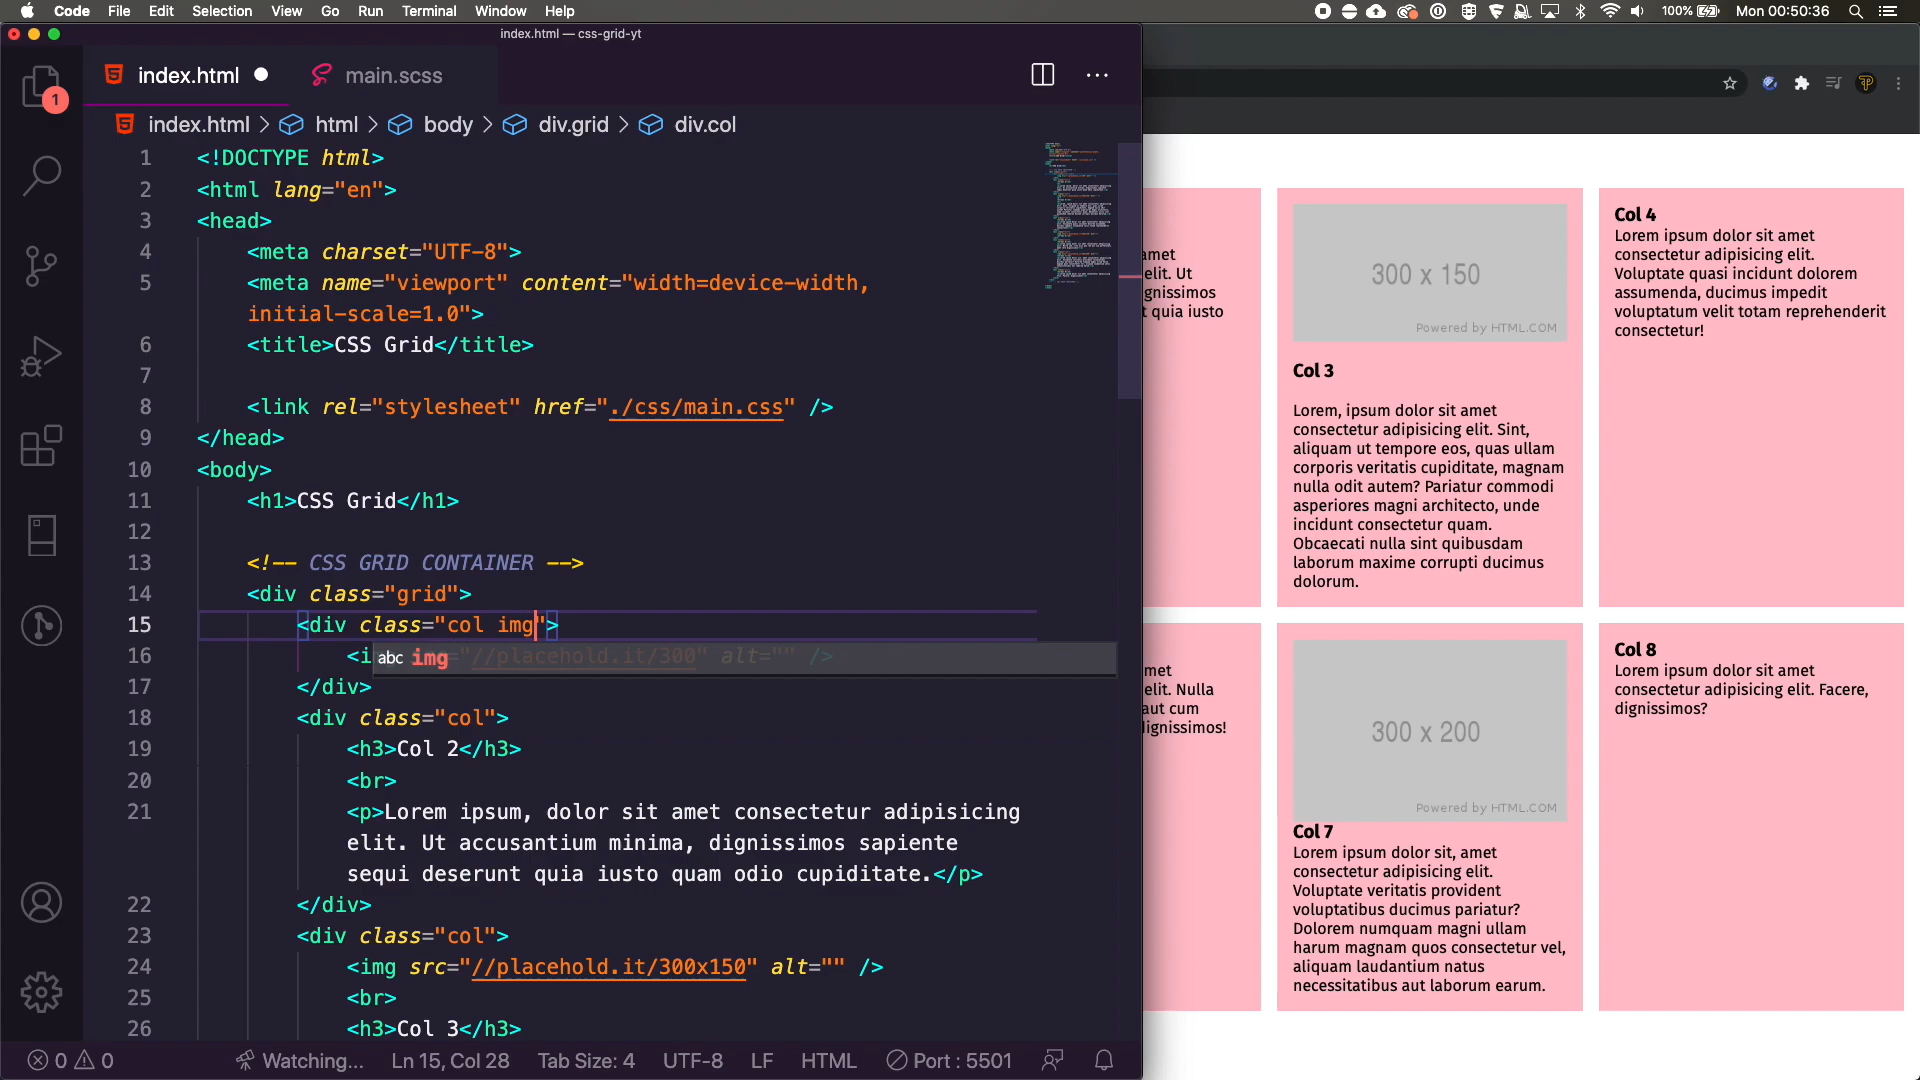 Code File Edit Selection View Go Run Terminal Window Help 100% Mon 00:50:36
index.html — css-grid-yt
index.html main.scss
1
index.html > html > body > div.grid > div.col
1 <!DOCTYPE html>
2 <html lang="en">
3 <head>
4 <meta charset="UTF-8">
5 <meta name="viewport" content="width=device-width,
initial-scale=1.0">
6 <title>CSS Grid</title>
7
8 <link rel="stylesheet" href="./css/main.css" />
9 </head>
10 <body>
11 <h1>CSS Grid</h1>
12
13 <!-- CSS GRID CONTAINER -->
14 <div class="grid">
15 <div class="col img">
16 <i ="//placehold.it/300" alt="" />
abc img
17 </div>
18 <div class="col">
19 <h3>Col 2</h3>
20 <br>
21 <p>Lorem ipsum, dolor sit amet consectetur adipisicing
elit. Ut accusantium minima, dignissimos sapiente
sequi deserunt quia iusto quam odio cupiditate.</p>
22 </div>
23 <div class="col">
24 <img src="//placehold.it/300x150" alt="" />
25 <br>
26 <h3>Col 3</h3>
0 0 Watching... Ln 15, Col 28 Tab Size: 4 UTF-8 LF HTML Port : 5501
amet
elit. Ut
gnissimos
t quia iusto
300 x 150
Powered by HTML.COM
Col 3
Lorem, ipsum dolor sit amet
consectetur adipisicing elit. Sint,
aliquam ut tempore eos, quas ullam
corporis veritatis cupiditate, magnam
nulla odit autem? Pariatur commodi
asperiores magni architecto, unde
incidunt consectetur quam.
Obcaecati nulla sint quibusdam
laborum maxime corrupti ducimus
dolorum.
Col 4
Lorem ipsum dolor sit amet
consectetur adipisicing elit.
Voluptate quasi incidunt dolorem
assumenda, ducimus impedit
voluptatum velit totam reprehenderit
consectetur!
met
elit. Nulla
aut cum
dignissimos!
300 x 200
Powered by HTML.COM
Col 7
Lorem ipsum dolor sit, amet
consectetur adipisicing elit.
Voluptate veritatis provident
voluptatibus ducimus pariatur?
Dolorem numquam magni ullam
harum magnam quos consectetur vel,
aliquam laudantium natus
necessitatibus aut laborum earum.
Col 8
Lorem ipsum dolor sit amet
consectetur adipisicing elit. Facere,
dignissimos?